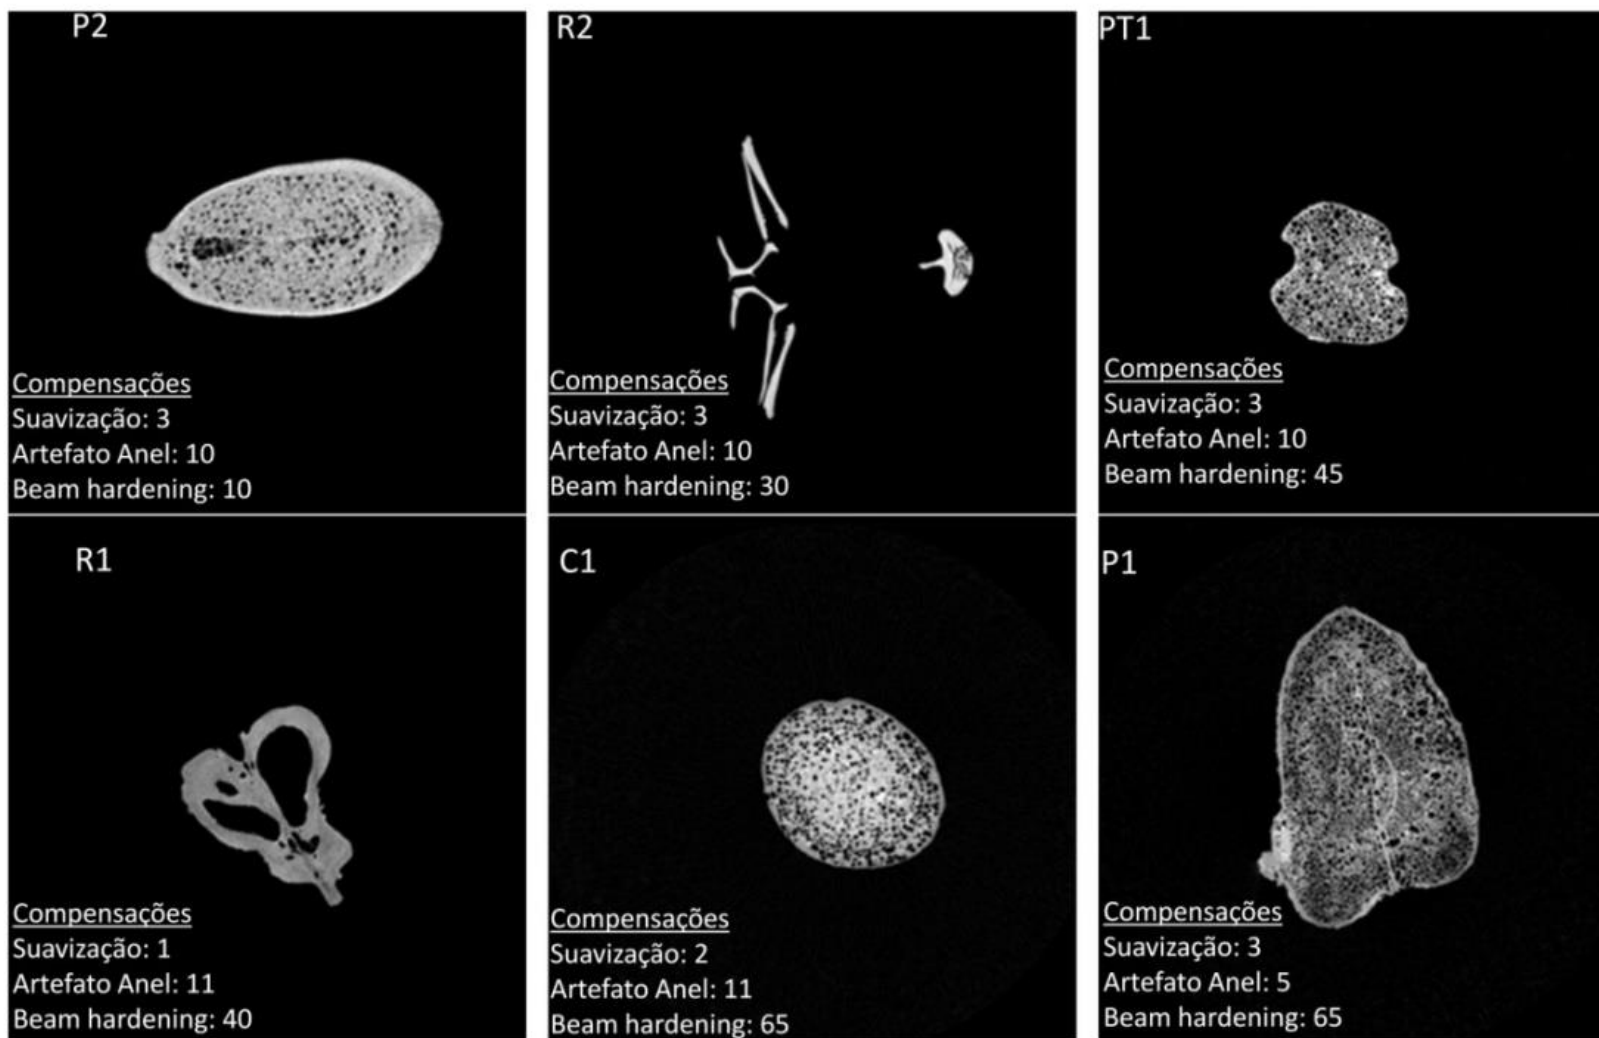 P2
Compensações
Suavização: 3
Artefato Anel: 10
Beam hardening: 10
R2
Compensações
Suavização: 3
Artefato Anel: 10
Beam hardening: 30
PT1
Compensações
Suavização: 3
Artefato Anel: 10
Beam hardening: 45
R1
Compensações
Suavização: 1
Artefato Anel: 11
Beam hardening: 40
C1
Compensações
Suavização: 2
Artefato Anel: 11
Beam hardening: 65
P1
Compensações
Suavização: 3
Artefato Anel: 5
Beam hardening: 65